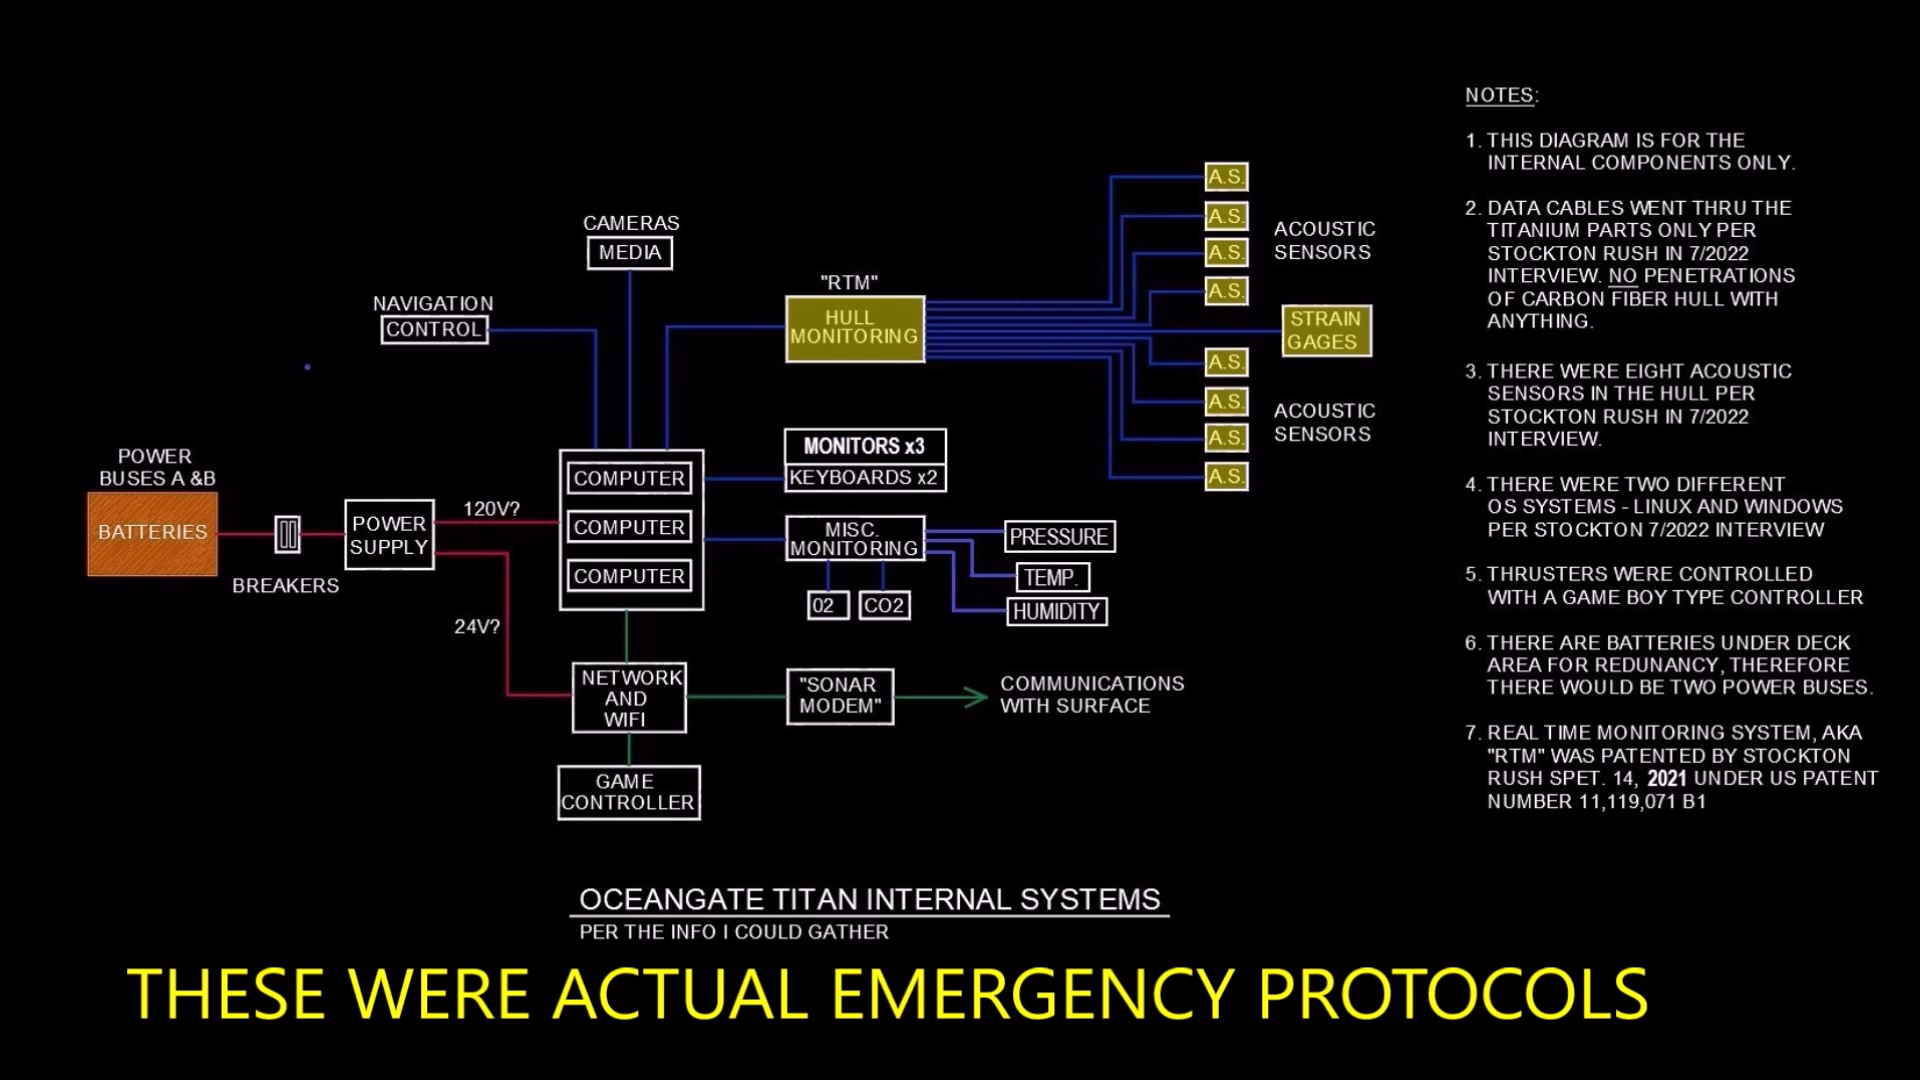 NOTES:
1. THIS DIAGRAM IS FOR THE
INTERNAL COMPONENTS ONLY.
2. DATA CABLES WENT THRU THE
TITANIUM PARTS ONLY PER
STOCKTON RUSH IN 7/2022
INTERVIEW. NO PENETRATIONS
OF CARBON FIBER HULL WITH
ANYTHING.
3. THERE WERE EIGHT ACOUSTIC
SENSORS IN THE HULL PER
STOCKTON RUSH IN 7/2022
INTERVIEW.
4. THERE WERE TWO DIFFERENT
OS SYSTEMS - LINUX AND WINDOWS
PER STOCKTON 7/2022 INTERVIEW
5. THRUSTERS WERE CONTROLLED
WITH A GAME BOY TYPE CONTROLLER
6. THERE ARE BATTERIES UNDER DECK
AREA FOR REDUNANCY, THEREFORE
THERE WOULD BE TWO POWER BUSES.
7. REAL TIME MONITORING SYSTEM, AKA
"RTM" WAS PATENTED BY STOCKTON
RUSH SPET. 14, 2021 UNDER US PATENT
NUMBER 11,119,071 B1
CAMERAS
MEDIA
NAVIGATION
CONTROL
"RTM"
HULL
MONITORING
A.S.
A.S.
A.S.
A.S.
ACOUSTIC
SENSORS
STRAIN
GAGES
A.S.
A.S.
A.S.
A.S.
ACOUSTIC
SENSORS
POWER
BUSES A &B
BATTERIES
BREAKERS
POWER
SUPPLY
120V?
24V?
COMPUTER
COMPUTER
COMPUTER
MONITORS x3
KEYBOARDS x2
MISC.
MONITORING
02
CO2
PRESSURE
TEMP.
HUMIDITY
NETWORK
AND
WIFI
"SONAR
MODEM"
COMMUNICATIONS
WITH SURFACE
GAME
CONTROLLER
OCEANGATE TITAN INTERNAL SYSTEMS
PER THE INFO I COULD GATHER
THESE WERE ACTUAL EMERGENCY PROTOCOLS